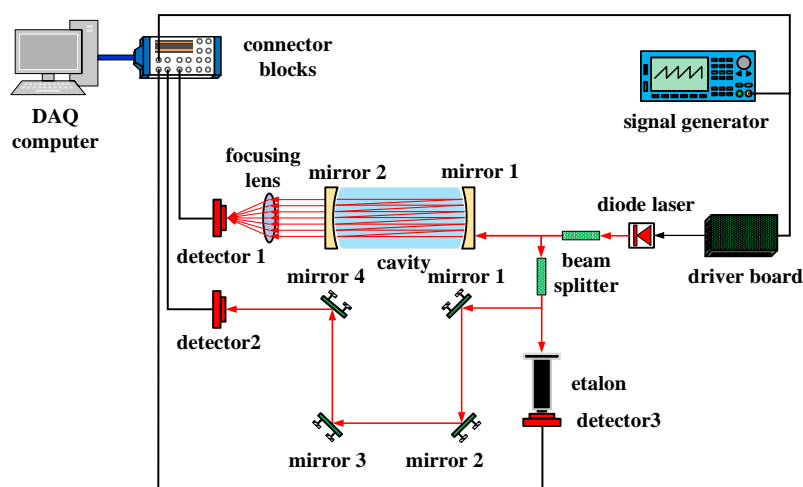 connector
blocks
DAQ
computer
signal generator
focusing
lens
mirror 2
mirror 1
diode laser
detector 1
cavity
beam
splitter
driver board
mirror 4
mirror 1
detector2
etalon
detector3
mirror 3
mirror 2